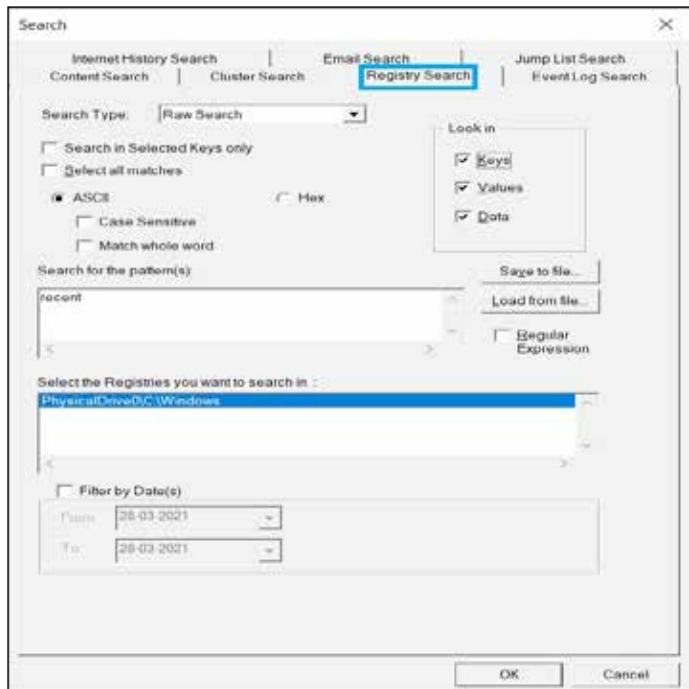 Search
Internet History Search | Email Search | Jump List Search
Content Search | Cluster Search | Registry Search | Event Log Search
Search Type: Raw Search
Look in
Search in Selected Keys only
Keys
Select all matches
Values
ASCII Hex
Data
Case Sensitive
Match whole word
Search for the pattern(s)
Save to file...
recent
Load from file...
Regular
Expression
Select the Registries you want to search in :
PhysicalDrive0\C:\Windows
Filter by Date(s)
From: 28-03-2021
To: 28-03-2021
OK Cancel